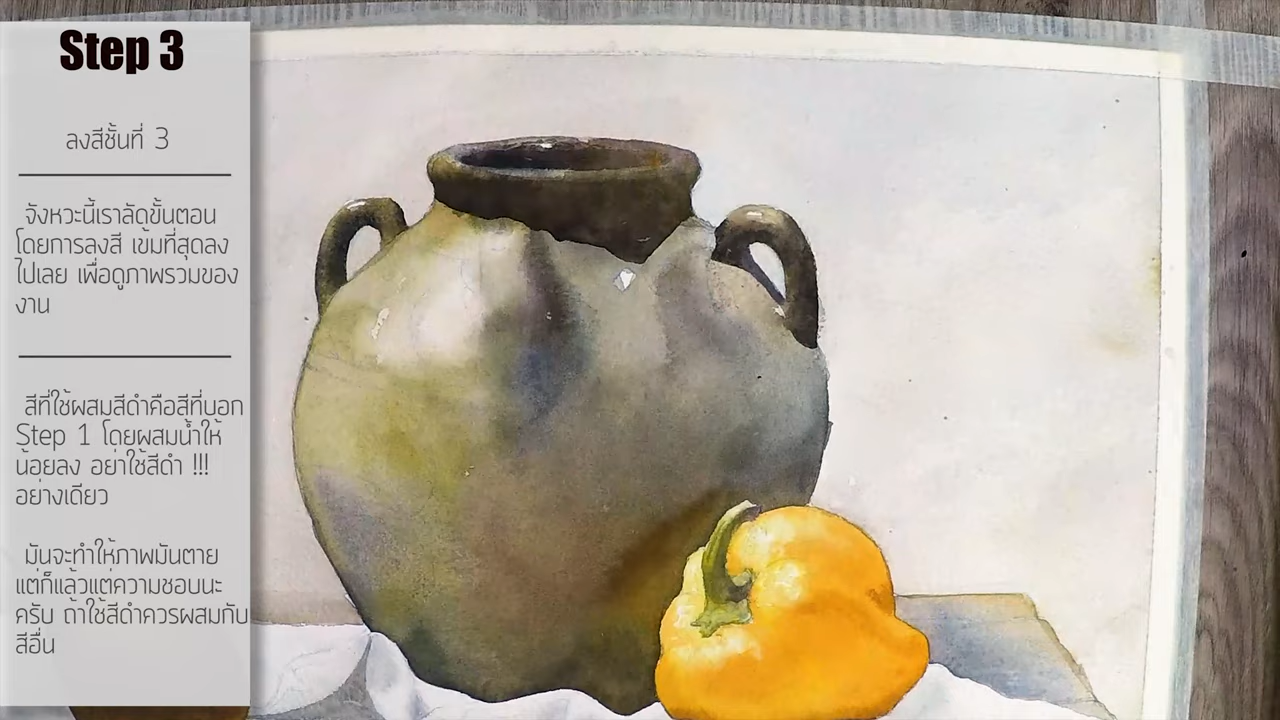 Step 3
ลงสีชั้นที่ 3
จังหวะนี้เราลัดขั้นตอน
โดยการลงสี เข้มที่สุดลง
ไปเลย เพื่อดูภาพรวมของ
งาน
สีที่ใช้ผสมสีดำคือสีที่บอก
Step 1 โดยผสมน้ำให้
น้อยลง อย่าใช้สีดำ !!!
อย่างเดียว
มันจะทำให้ภาพมันตาย
แต่ก็แล้วแต่ความชอบนะ
ครับ ถ้าใช้สีดำควรผสมกับ
สีอื่น